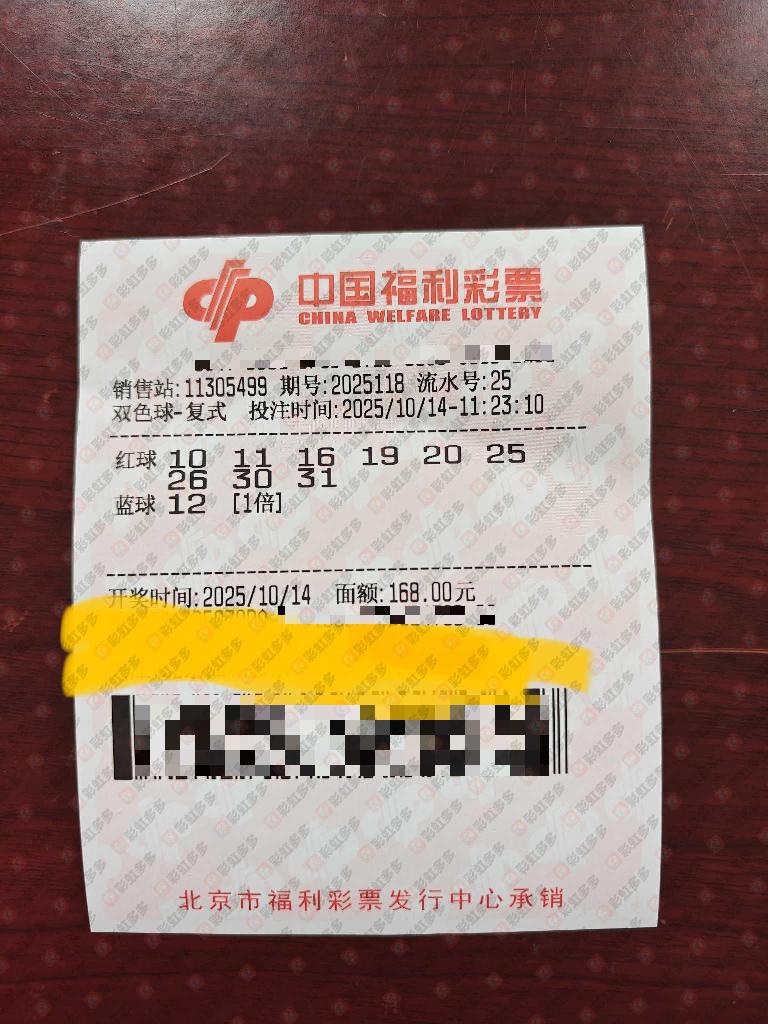 中国福利彩票
CHINA WELFARE LOTTERY
销售站:11305499 期号:2025118 流水号:25
双色球-复式 投注时间:2025/10/14-11:23:10
红球 10 11 16 19 20 25
26 30 31
蓝球 12 [1倍]
开奖时间:2025/10/14 面额:168.00元
北京市福利彩票发行中心承销
彩虹多多